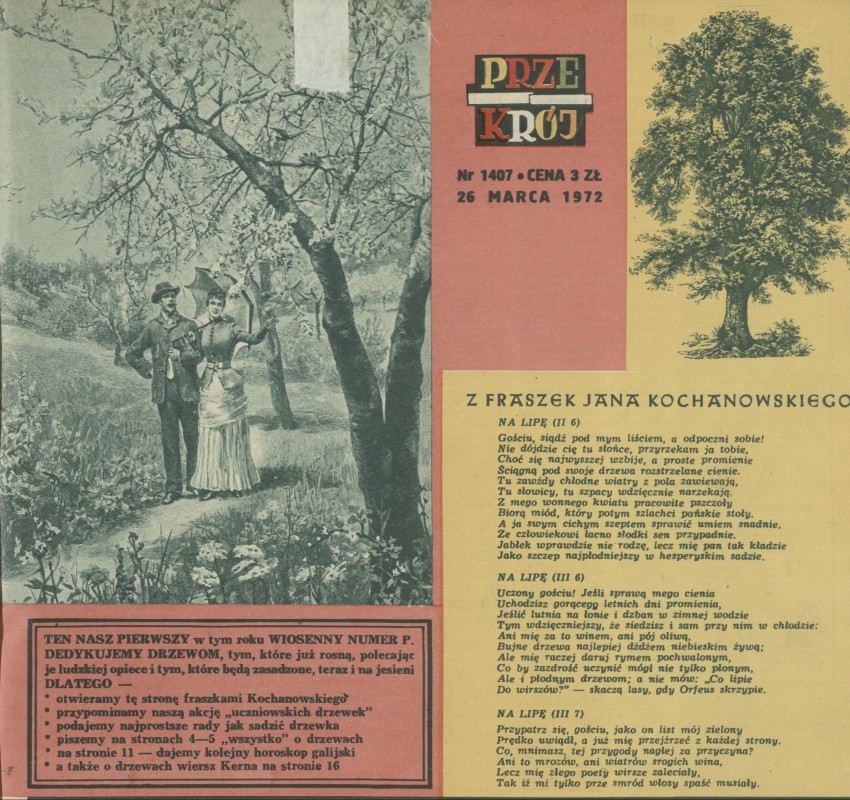 PRZE
KRÓJ
Nr 1407 • CENA 3 ZŁ
26 MARCA 1972
Z FRASZEK JANA KOCHANOWSKIEGO
NA LIPĘ (II 6)
Gościu, siądź pod mym liściem, a odpoczni sobie!
Nie dójdzie cię tu słońce, przyrzekam ja tobie,
Choć się najwyższej wzbije, a proste promienie
Ściągną pod swoje drzewa rozstrzelane cienie.
Tu zawżdy chłodne wiatry z pola zawiewają,
Tu słowicy, tu szpacy wdzięcznie narzekają.
Z mego wonnego kwiatu pracowite pszczoły
Biorą miód, który potym szlachci pańskie stoły,
A ja swym cichym szeptem sprawić umiem snadnie,
Że człowiekowi łacno słodki sen przypadnie.
Jabłek wprawdzie nie rodzę, lecz mię pan tak kładzie
Jako szczep najpłodniejszy w hesperyskim sadzie.
NA LIPĘ (III 6)
Uczony gościu! Jeśli sprawą mego cienia
Uchodzisz gorącego letnich dni promienia,
Jeślić lutnia na łonie i dzban w zimnej wodzie
Tym wdzięczniejszy, że siedzisz i sam przy nim w chłodzie:
Ani mię za to winem, ani pój oliwą,
Bujne drzewa najlepiej dżdżem niebieskim żywą;
Ale mię raczej daruj rymem pochwalonym,
Co by zazdrość uczynić mógł nie tylko płonym,
Ale i płodnym drzewom; a nie mów: „Co lipie
Do wirszów?” — skaczą lasy, gdy Orfeus skrzypie.
NA LIPĘ (III 7)
Przypatrz się, gościu, jako on list mój zielony
Prędko uwiądł, a już mię przejźrzeć z każdej strony.
Co, mnimasz, tej przygody nagłej za przyczyna?
Ani to mrozów, ani wiatrów srogich wina,
Lecz mię złego poety wirsze zaleciały,
Tak iż mi tylko prze smród włosy spaść musiały.
TEN NASZ PIERWSZY w tym roku WIOSENNY NUMER P.
DEDYKUJEMY DRZEWOM, tym, które już rosną, polecając
je ludzkiej opiece i tym, które będą zasadzone, teraz i na jesieni
DLATEGO —
* otwieramy tę stronę fraszkami Kochanowskiego
* przypominamy naszą akcję „uczniowskich drzewek”
* podajemy najprostsze rady jak sadzić drzewka
* piszemy na stronach 4—5 „wszystko” o drzewach
* na stronie 11 — dajemy kolejny horoskop galijski
* a także o drzewach wiersz Kerna na stronie 16